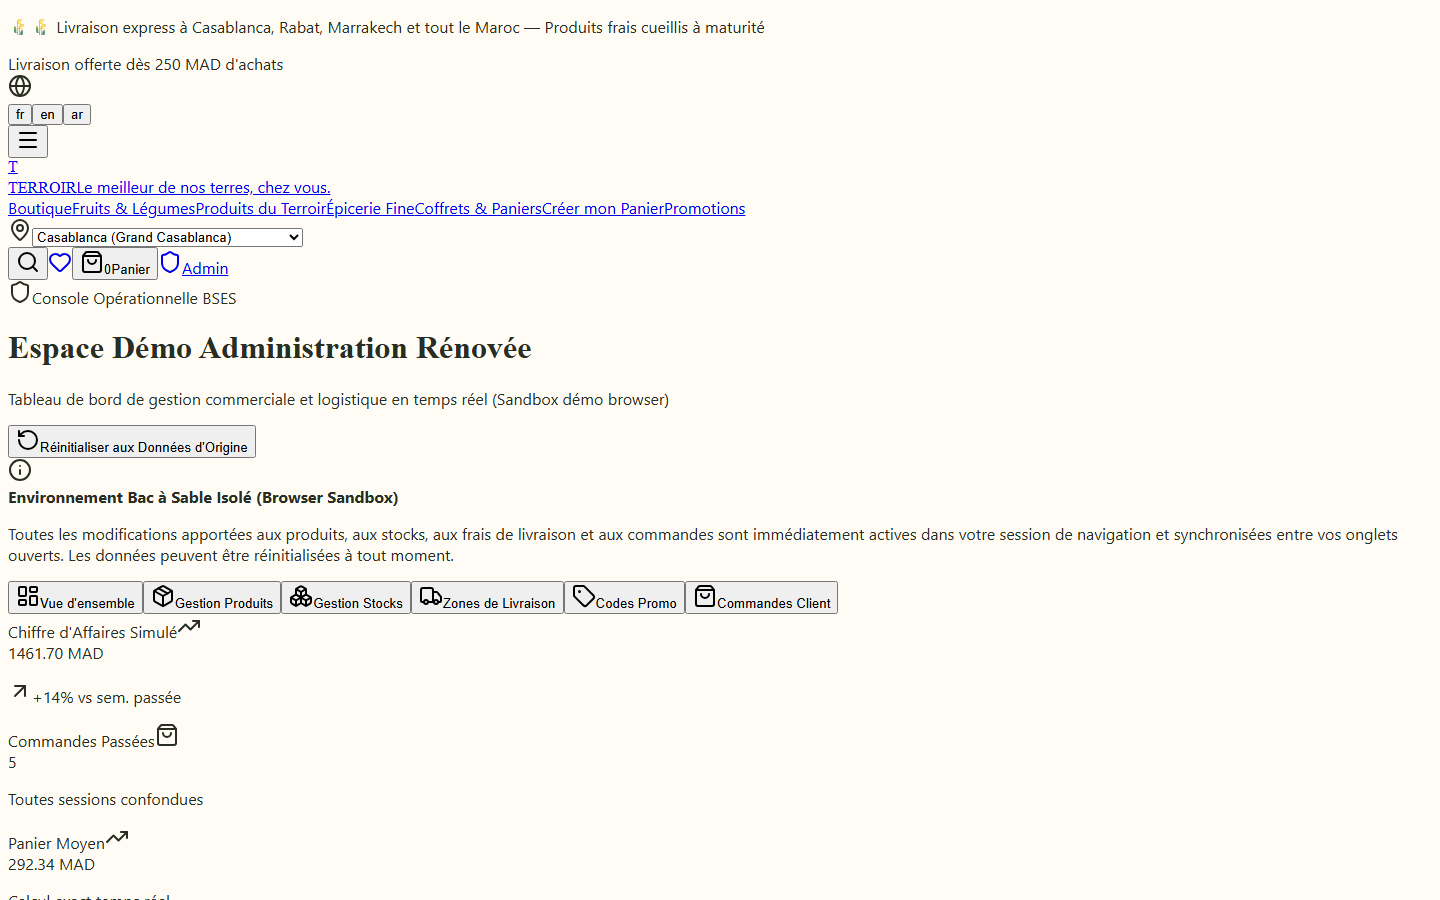 Livraison express à Casablanca, Rabat, Marrakech et tout le Maroc — Produits frais cueillis à maturité
Livraison offerte dès 250 MAD d'achats
fr en ar
T
TERROIRLe meilleur de nos terres, chez vous.
BoutiqueFruits & LégumesProduits du TerroirÉpicerie FineCoffrets & PaniersCréer mon PanierPromotions
Casablanca (Grand Casablanca)
0Panier Admin
Console Opérationnelle BSES
Espace Démo Administration Rénovée
Tableau de bord de gestion commerciale et logistique en temps réel (Sandbox démo browser)
Réinitialiser aux Données d'Origine
Environnement Bac à Sable Isolé (Browser Sandbox)
Toutes les modifications apportées aux produits, aux stocks, aux frais de livraison et aux commandes sont immédiatement actives dans votre session de navigation et synchronisées entre vos onglets
ouverts. Les données peuvent être réinitialisées à tout moment.
Vue d'ensemble Gestion Produits Gestion Stocks Zones de Livraison Codes Promo Commandes Client
Chiffre d'Affaires Simulé
1461.70 MAD
+14% vs sem. passée
Commandes Passées
5
Toutes sessions confondues
Panier Moyen
292.34 MAD